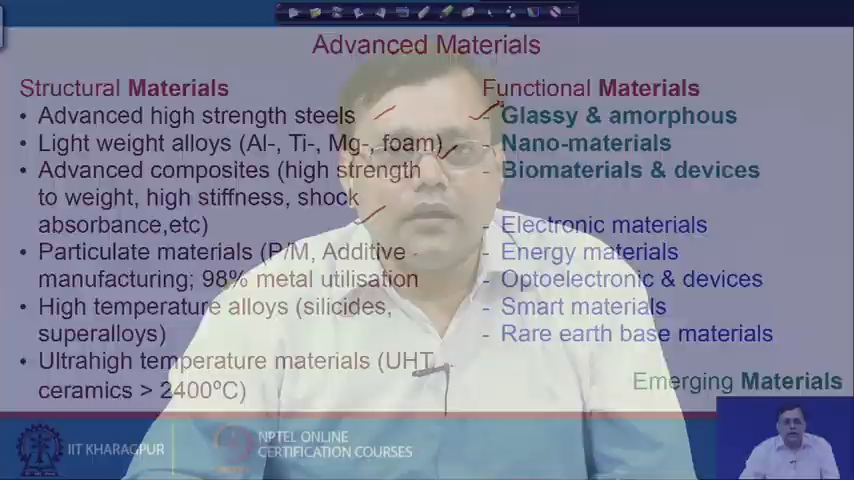 Advanced Materials
Structural Materials
• Advanced high strength steels
• Light weight alloys (Al-, Ti-, Mg-, foam)
• Advanced composites (high strength
to weight, high stiffness, shock
absorbance,etc)
• Particulate materials (P/M, Additive
manufacturing; 98% metal utilisation
• High temperature alloys (silicides,
superalloys)
• Ultrahigh temperature materials (UHT
ceramics > 2400ºC)
Functional Materials
- Glassy & amorphous
- Nano-materials
- Biomaterials & devices
- Electronic materials
- Energy materials
- Optoelectronic & devices
- Smart materials
- Rare earth base materials
Emerging Materials
IIT KHARAGPUR
NPTEL ONLINE
CERTIFICATION COURSES